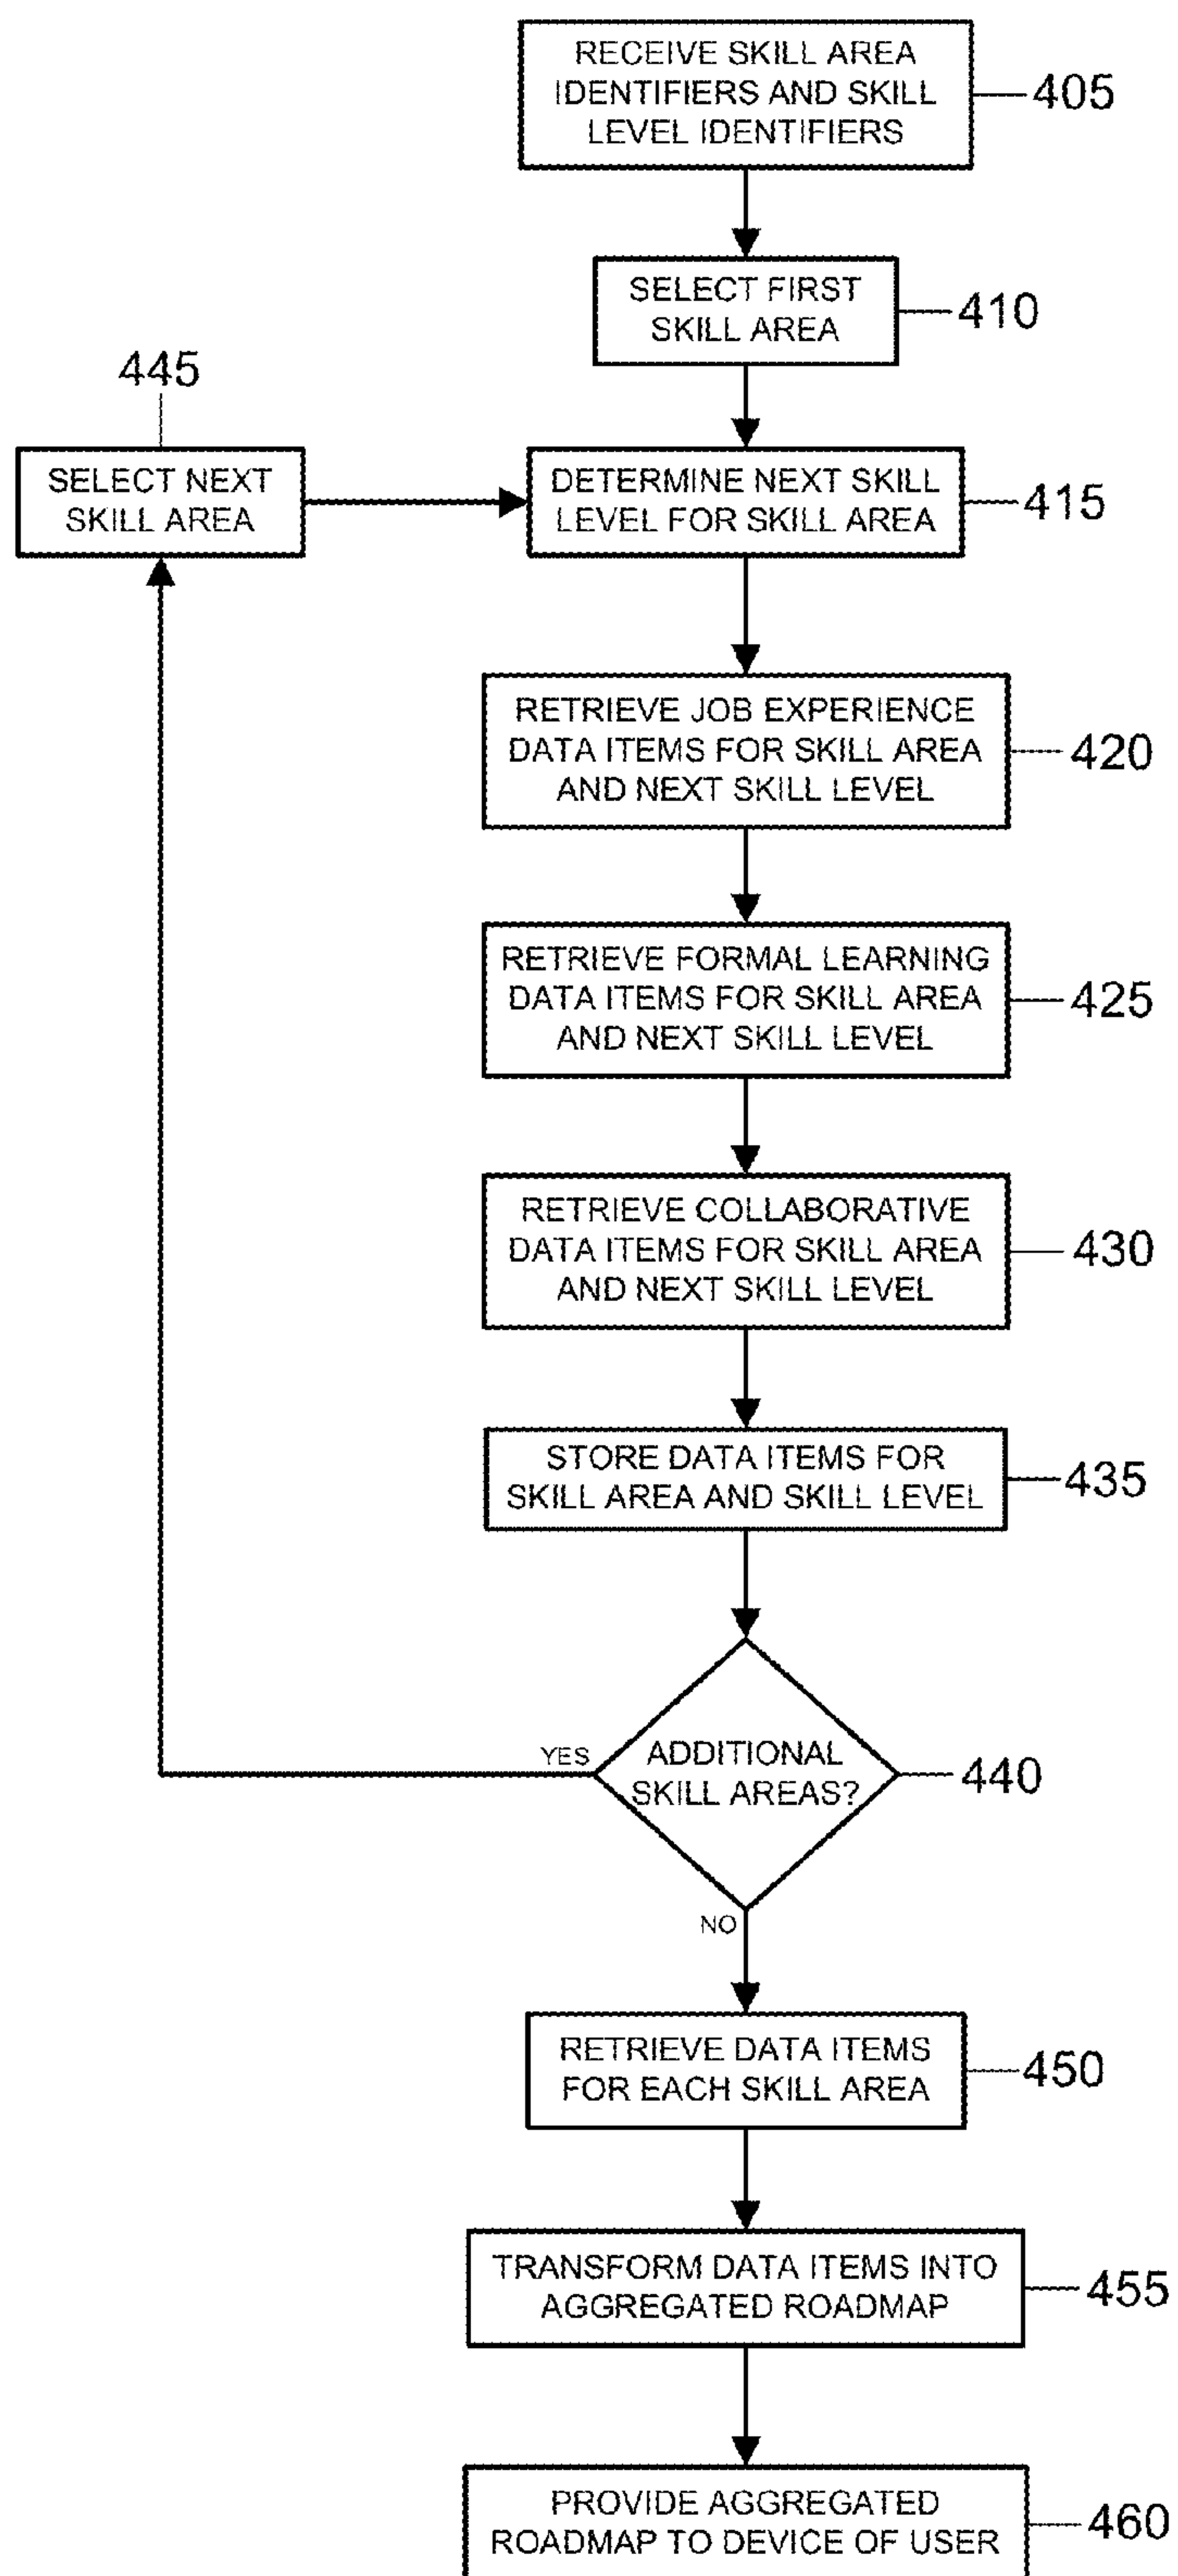 RECEIVE SKILL AREA
IDENTIFIERS AND SKILL
LEVEL IDENTIFIERS
405
SELECT FIRST
SKILL AREA
410
445
SELECT NEXT
SKILL AREA
DETERMINE NEXT SKILL
LEVEL FOR SKILL AREA
415
RETRIEVE JOB EXPERIENCE
DATA ITEMS FOR SKILL AREA
AND NEXT SKILL LEVEL
420
RETRIEVE FORMAL LEARNING
DATA ITEMS FOR SKILL AREA
AND NEXT SKILL LEVEL
425
RETRIEVE COLLABORATIVE
DATA ITEMS FOR SKILL AREA
AND NEXT SKILL LEVEL
430
STORE DATA ITEMS FOR
SKILL AREA AND SKILL LEVEL
435
YES
ADDITIONAL
SKILL AREAS?
440
NO
RETRIEVE DATA ITEMS
FOR EACH SKILL AREA
450
TRANSFORM DATA ITEMS INTO
AGGREGATED ROADMAP
455
PROVIDE AGGREGATED
ROADMAP TO DEVICE OF USER
460